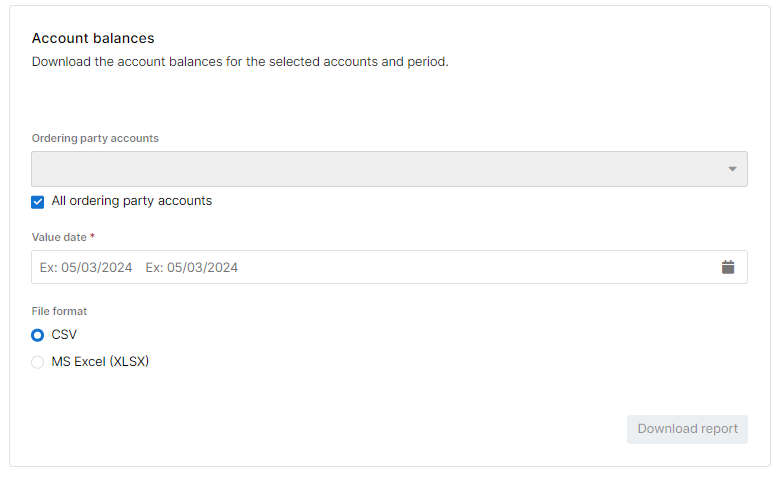 Account balances
Download the account balances for the selected accounts and period.
Ordering party accounts
All ordering party accounts
Value date *
Ex: 05/03/2024 Ex: 05/03/2024
File format
CSV
MS Excel (XLSX)
Download report